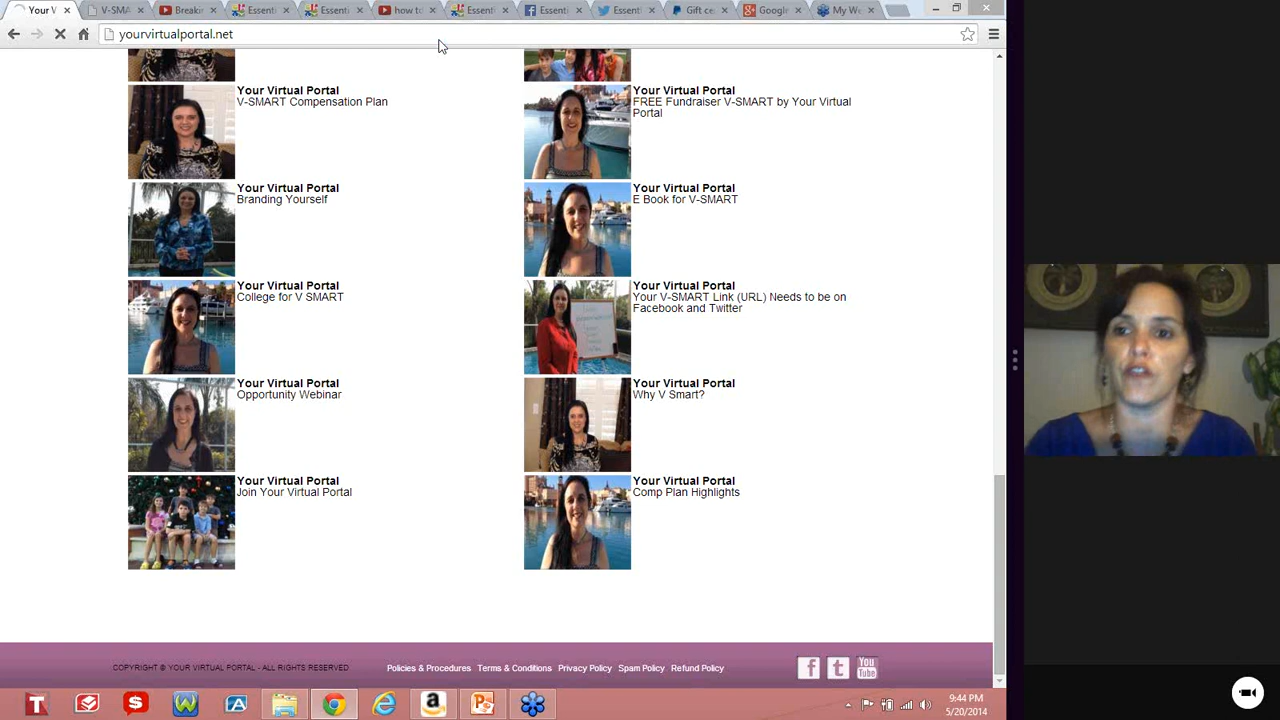 Your V
V-SMA
Breakin
Essenti
Essenti
how to
Essent
Essenti
Essenti
Gift ce
Googl
My W
yourvirtualportal.net
Your Virtual Portal
V-SMART Compensation Plan
Your Virtual Portal
FREE Fundraiser V-SMART by Your Virtual
Portal
Your Virtual Portal
Branding Yourself
Your Virtual Portal
E Book for V-SMART
Your Virtual Portal
College for V SMART
Your Virtual Portal
Your V-SMART Link (URL) Needs to be on
Facebook and Twitter
Your Virtual Portal
Opportunity Webinar
Your Virtual Portal
Why V Smart?
Your Virtual Portal
Join Your Virtual Portal
Your Virtual Portal
Comp Plan Highlights
COPYRIGHT © YOUR VIRTUAL PORTAL - ALL RIGHTS RESERVED
Policies & Procedures Terms & Conditions Privacy Policy Spam Policy Refund Policy
You
Tube
9:44 PM
5/20/2014